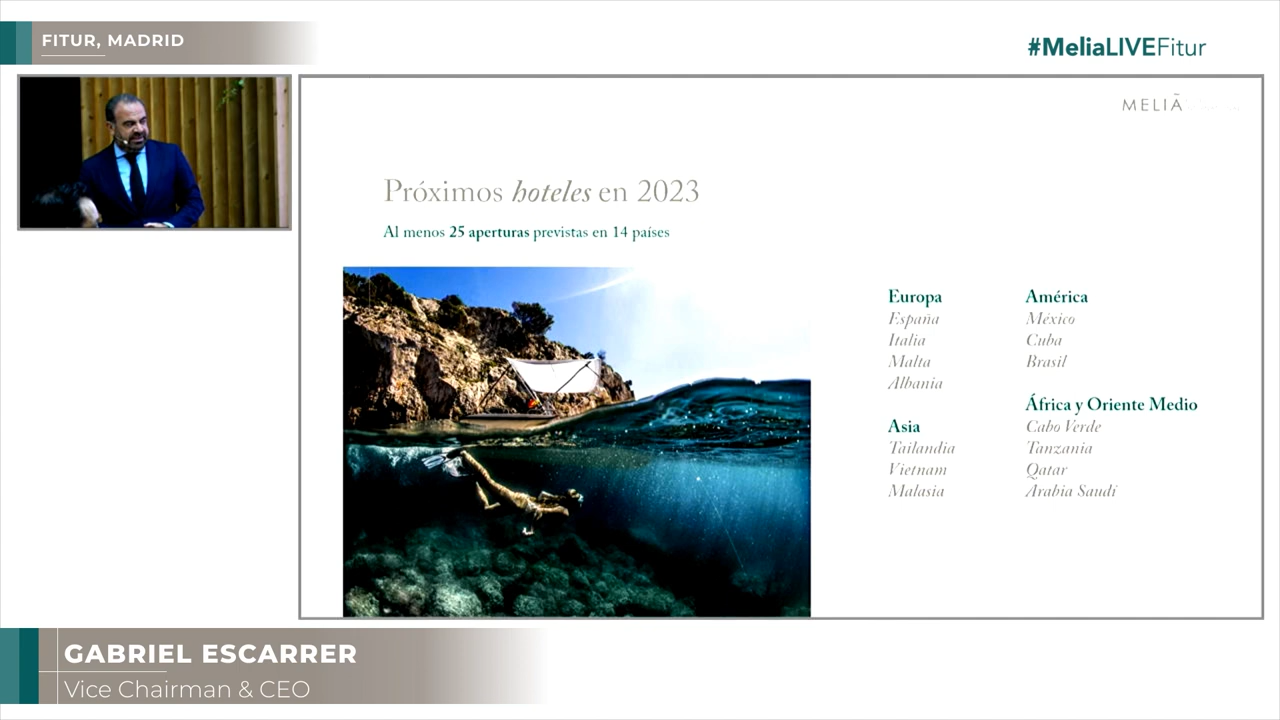 FITUR, MADRID
#MeliaLIVEFitur
MELIÃ
Próximos hoteles en 2023
Al menos 25 aperturas previstas en 14 países
Europa
España
Italia
Malta
Albania
Asia
Tailandia
Vietnam
Malasia
América
México
Cuba
Brasil
África y Oriente Medio
Cabo Verde
Tanzania
Qatar
Arabia Saudí
GABRIEL ESCARRER
Vice Chairman & CEO